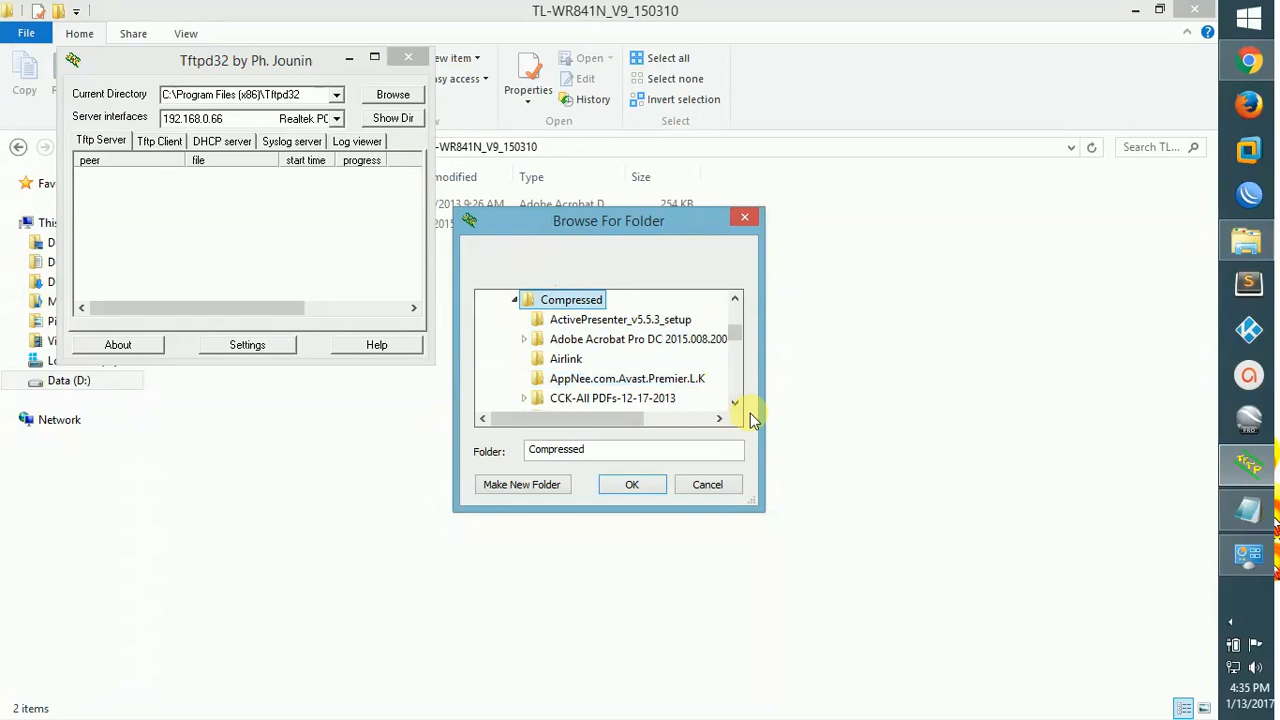 TL-WR841N_V9_150310
File
Home
Share
View
Tftpd32 by Ph. Jounin
Copy
Current Directory
C:\Program Files (x86)\Tftpd32
Browse
Server interfaces
192.168.0.66
Realtek PC
Show Dir
Tftp Server
Tftp Client
DHCP server
Syslog server
Log viewer
peer
file
start time
progress
About
Settings
Help
ew item
asy access
Properties
Open
Edit
History
Open
Select all
Select none
Invert selection
Select
-WR841N_V9_150310
Search TL...
odified
Type
Size
/2013 9:26 AM
Adobe Acrobat D...
254 KB
Fav
This
Data (D:)
Network
Browse For Folder
Compressed
ActivePresenter_v5.5.3_setup
Adobe Acrobat Pro DC 2015.008.200
Airlink
AppNee.com.Avast.Premier.L.K
CCK-All PDFs-12-17-2013
Folder:
Compressed
Make New Folder
OK
Cancel
2 items
4:35 PM
1/13/2017